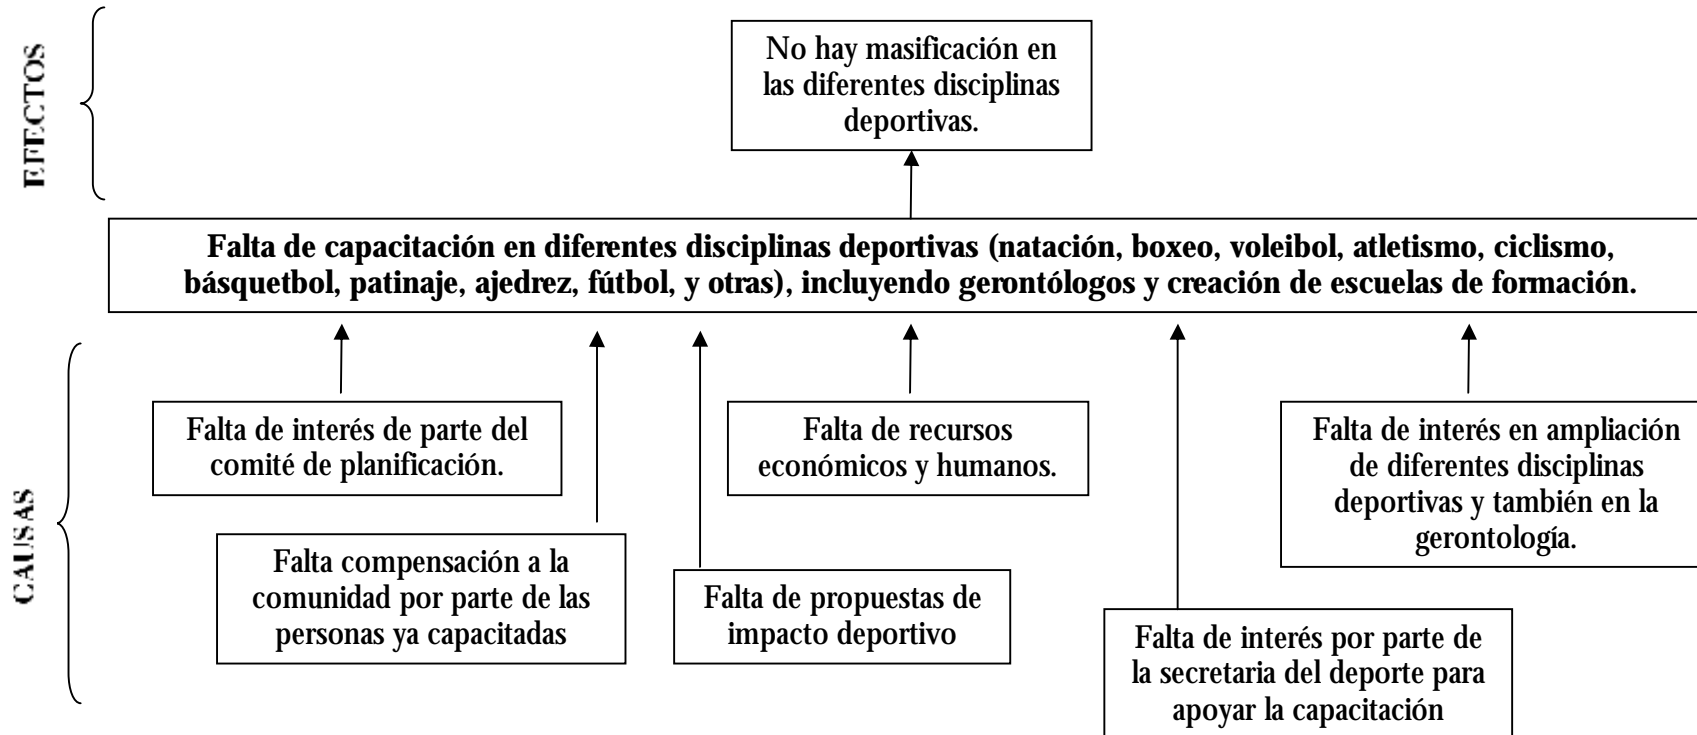 EFECTOS
No hay masificación en
las diferentes disciplinas
deportivas.
Falta de capacitación en diferentes disciplinas deportivas (natación, boxeo, voleibol, atletismo, ciclismo,
básquetbol, patinaje, ajedrez, fútbol, y otras), incluyendo gerontólogos y creación de escuelas de formación.
CAUSAS
Falta de interés de parte del
comité de planificación.
Falta compensación a la
comunidad por parte de las
personas ya capacitadas
Falta de propuestas de
impacto deportivo
Falta de recursos
económicos y humanos.
Falta de interés por parte de
la secretaria del deporte para
apoyar la capacitación
Falta de interés en ampliación
de diferentes disciplinas
deportivas y también en la
gerontología.